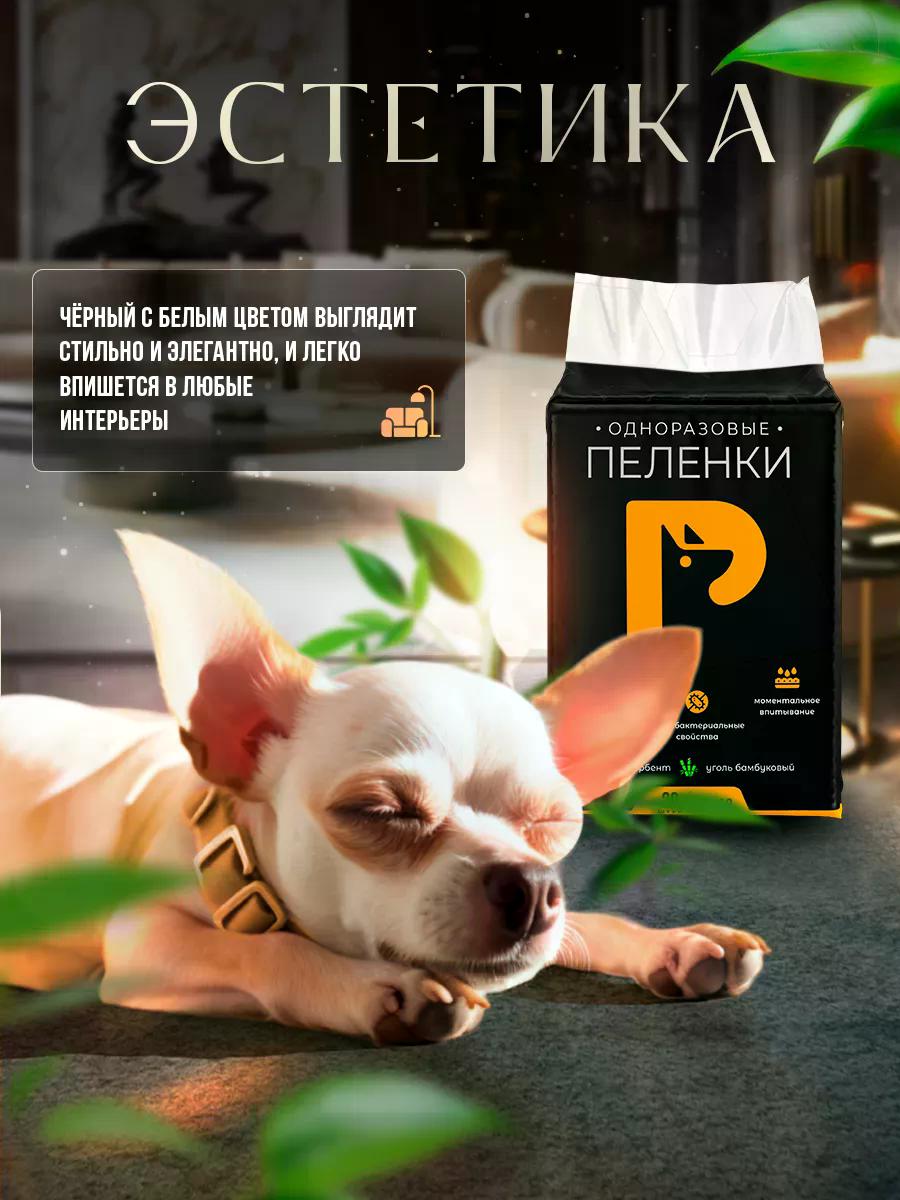 ЭСТЕТИКА
ЧЁРНЫЙ С БЕЛЫМ ЦВЕТОМ ВЫГЛЯДИТ
СТИЛЬНО И ЭЛЕГАНТНО, И ЛЕГКО
ВПИШЕТСЯ В ЛЮБЫЕ
ИНТЕРЬЕРЫ
• ОДНОРАЗОВЫЕ •
ПЕЛЕНКИ
P
моментальное
впитывание
бактериальные
свойства
рбент уголь бамбуковый